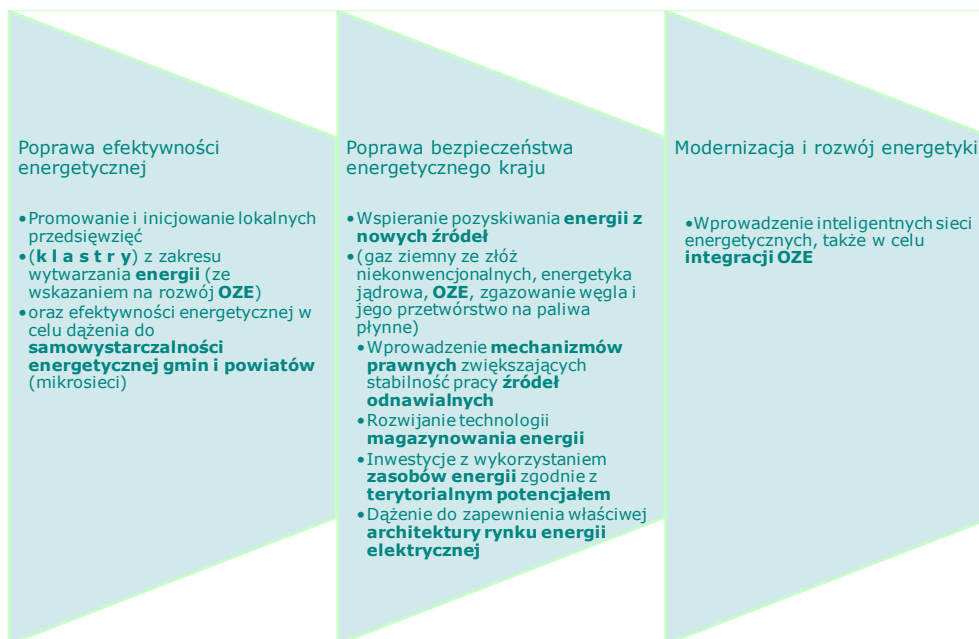 Poprawa efektywności
energetycznej
•Promowanie i inicjowanie lokalnych
przedsięwzięć
•(k l a s t r y) z zakresu
wytwarzania energii (ze
wskazaniem na rozwój OZE)
•oraz efektywności energetycznej w
celu dążenia do
samowystarczalności
energetycznej gmin i powiatów
(mikrosieci)
Poprawa bezpieczeństwa
energetycznego kraju
•Wspieranie pozyskiwania energii z
nowych źródeł
•(gaz ziemny ze złóż
niekonwencjonalnych, energetyka
jądrowa, OZE, zgazowanie węgla i
jego przetwórstwo na paliwa
płynne)
•Wprowadzenie mechanizmów
prawnych zwiększających
stabilność pracy źródeł
odnawialnych
•Rozwijanie technologii
magazynowania energii
•Inwestycje z wykorzystaniem
zasobów energii zgodnie z
terytorialnym potencjałem
•Dążenie do zapewnienia właściwej
architektury rynku energii
elektrycznej
Modernizacja i rozwój energetyki
•Wprowadzenie inteligentnych sieci
energetycznych, także w celu
integracji OZE